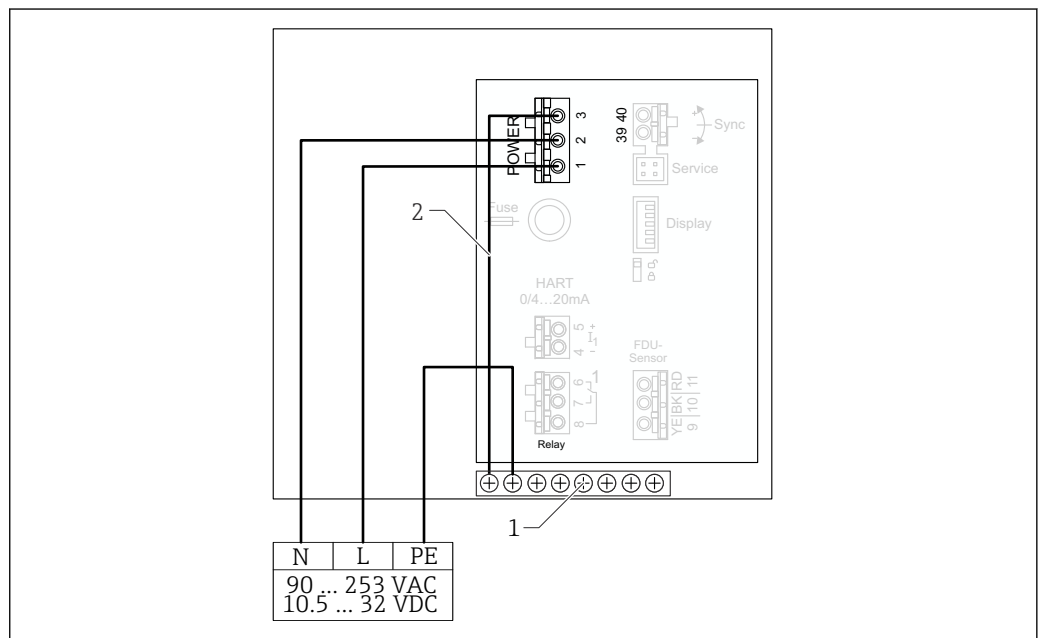 POWER
3
2
1
39 40
+
-
Sync
Service
Fuse
Display
2
HART
0/4...20mA
5 +
I1
4 -
FDU-
Sensor
6 1
7
8
YE|BK|RD
9 |10| 11
Relay
1
N L PE
90 ... 253 VAC
10.5 ... 32 VDC